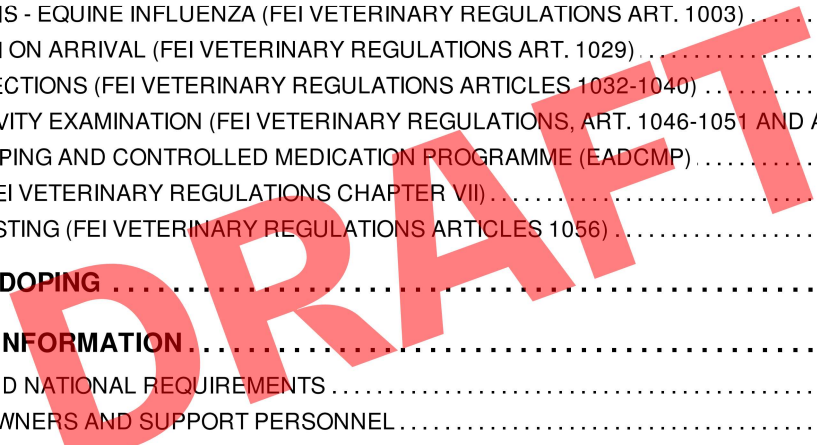 IS - EQUINE INFLUENZA (FEI VETERINARY REGULATIONS ART. 1003) . . . . . .
ON ARRIVAL (FEI VETERINARY REGULATIONS ART. 1029) . . . . . . . . . . . . . . . .
ECTIONS (FEI VETERINARY REGULATIONS ARTICLES 1032-1040) . . . . . . . . . .
VITY EXAMINATION (FEI VETERINARY REGULATIONS, ART. 1046-1051 AND A
PING AND CONTROLLED MEDICATION PROGRAMME (EADCMP) . . . . . . . . . . .
EI VETERINARY REGULATIONS CHAPTER VII) . . . . . . . . . . . . . . . . . . . . . . . . . . . . . .
STING (FEI VETERINARY REGULATIONS ARTICLES 1056) . . . . . . . . . . . . . . . . . . .
DOPING . . . . . . . . . . . . . . . . . . . . . . . . . . . . . . . . . . . . . . . . . . . . . . . .
NFORMATION . . . . . . . . . . . . . . . . . . . . . . . . . . . . . . . . . . . . . . . . . .
D NATIONAL REQUIREMENTS . . . . . . . . . . . . . . . . . . . . . . . . . . . . . . . . . . . . . . . . . . . . .
WNERS AND SUPPORT PERSONNEL . . . . . . . . . . . . . . . . . . . . . . . . . . . . . . . . . . . . . . .
DRAFT